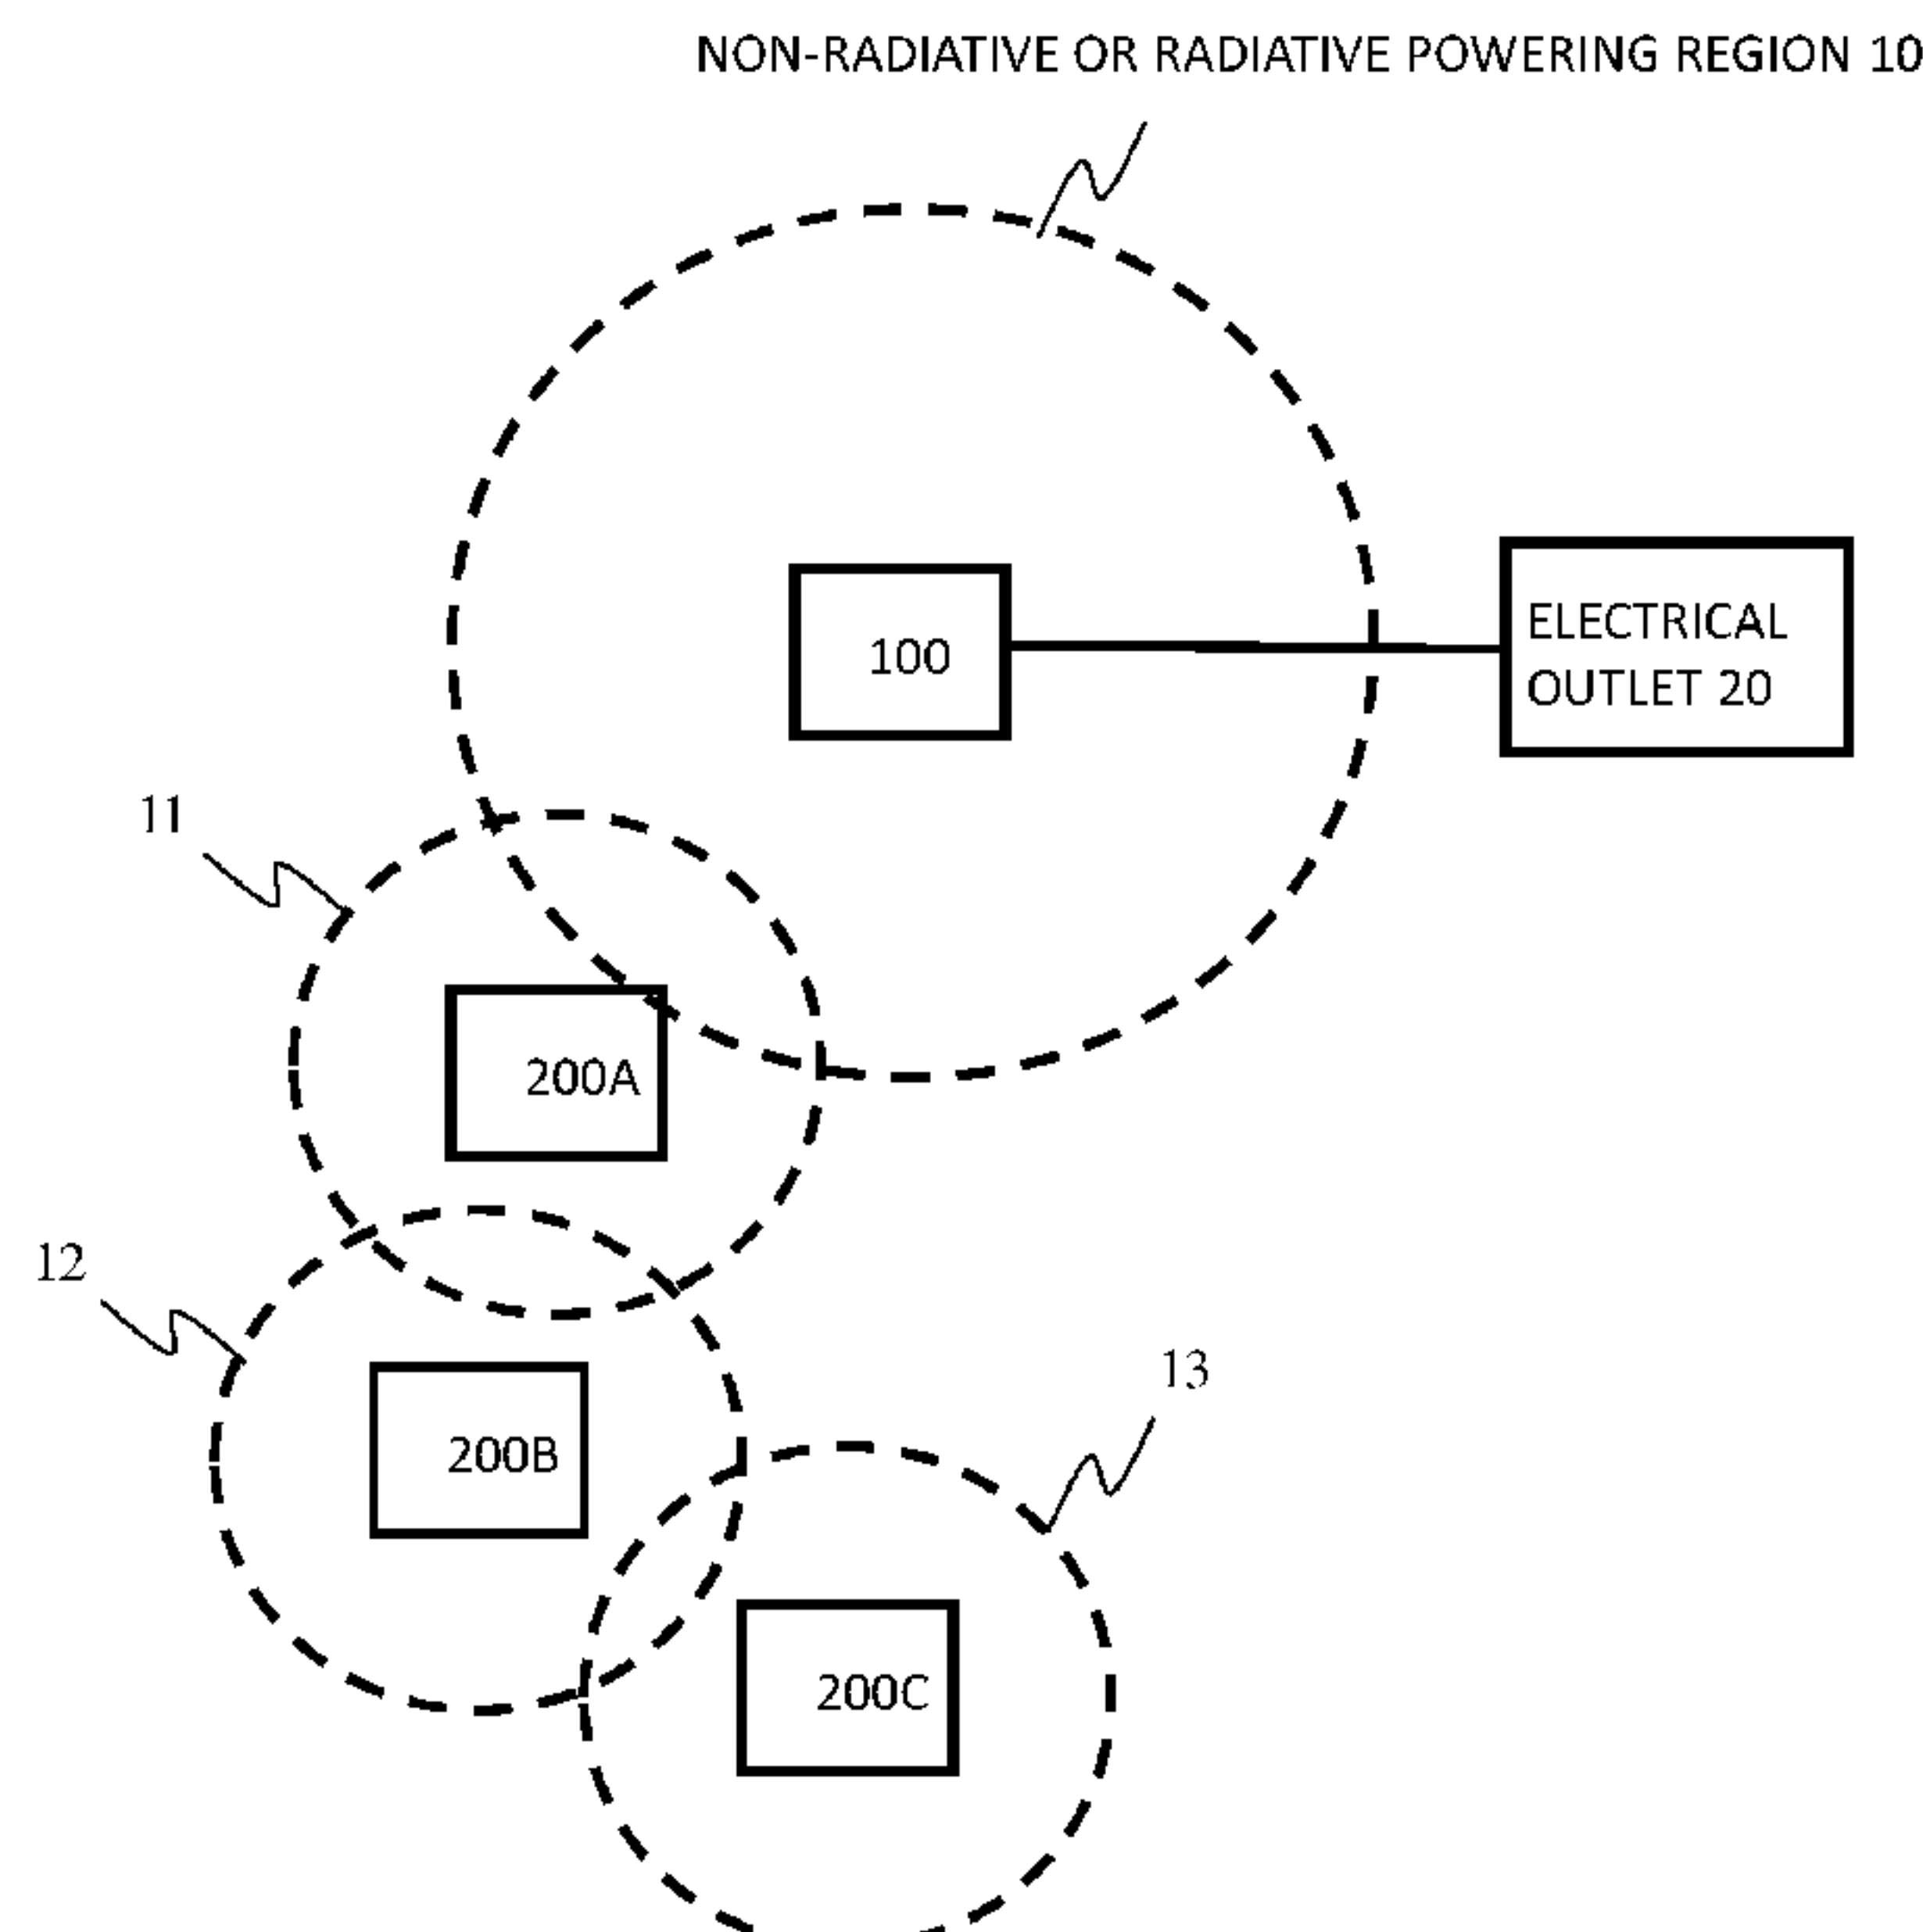 NON-RADIATIVE OR RADIATIVE POWERING REGION 10
100
ELECTRICAL
OUTLET 20
11
200A
12
200B
13
200C